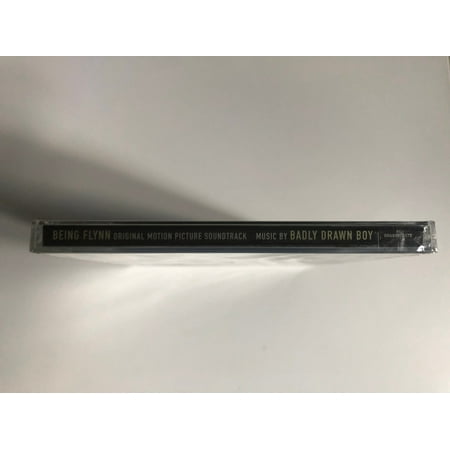 BEING FLYNN ORIGINAL MOTION PICTURE SOUNDTRACK MUSIC BY BADLY DRAWN BOY